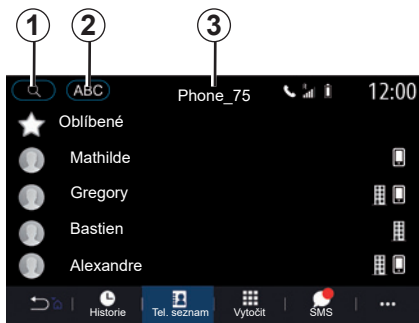 1 2 3
ABC Phone_75 12:00
Oblíbené
Mathilde
Gregory
Bastien
Alexandre
Historie Tel. seznam Vytočit SMS